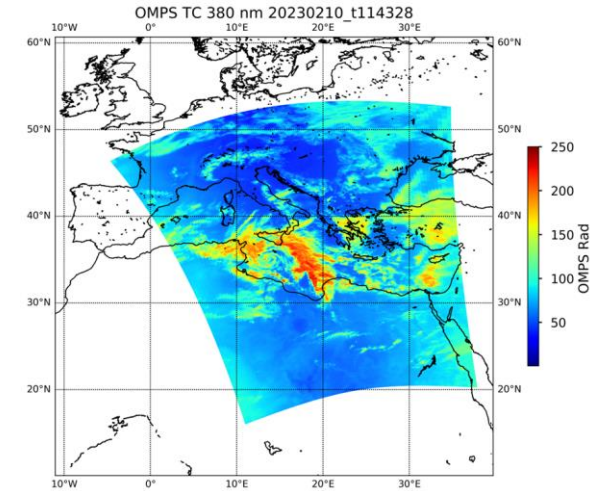 OMPS TC 380 nm 20230210_t114328
10°W 0° 10°E 20°E 30°E
60°N 60°N
50°N 50°N
40°N 40°N
30°N 30°N
20°N 20°N
10°W 0° 10°E 20°E 30°E
250
200
150
100
50
OMPS Rad